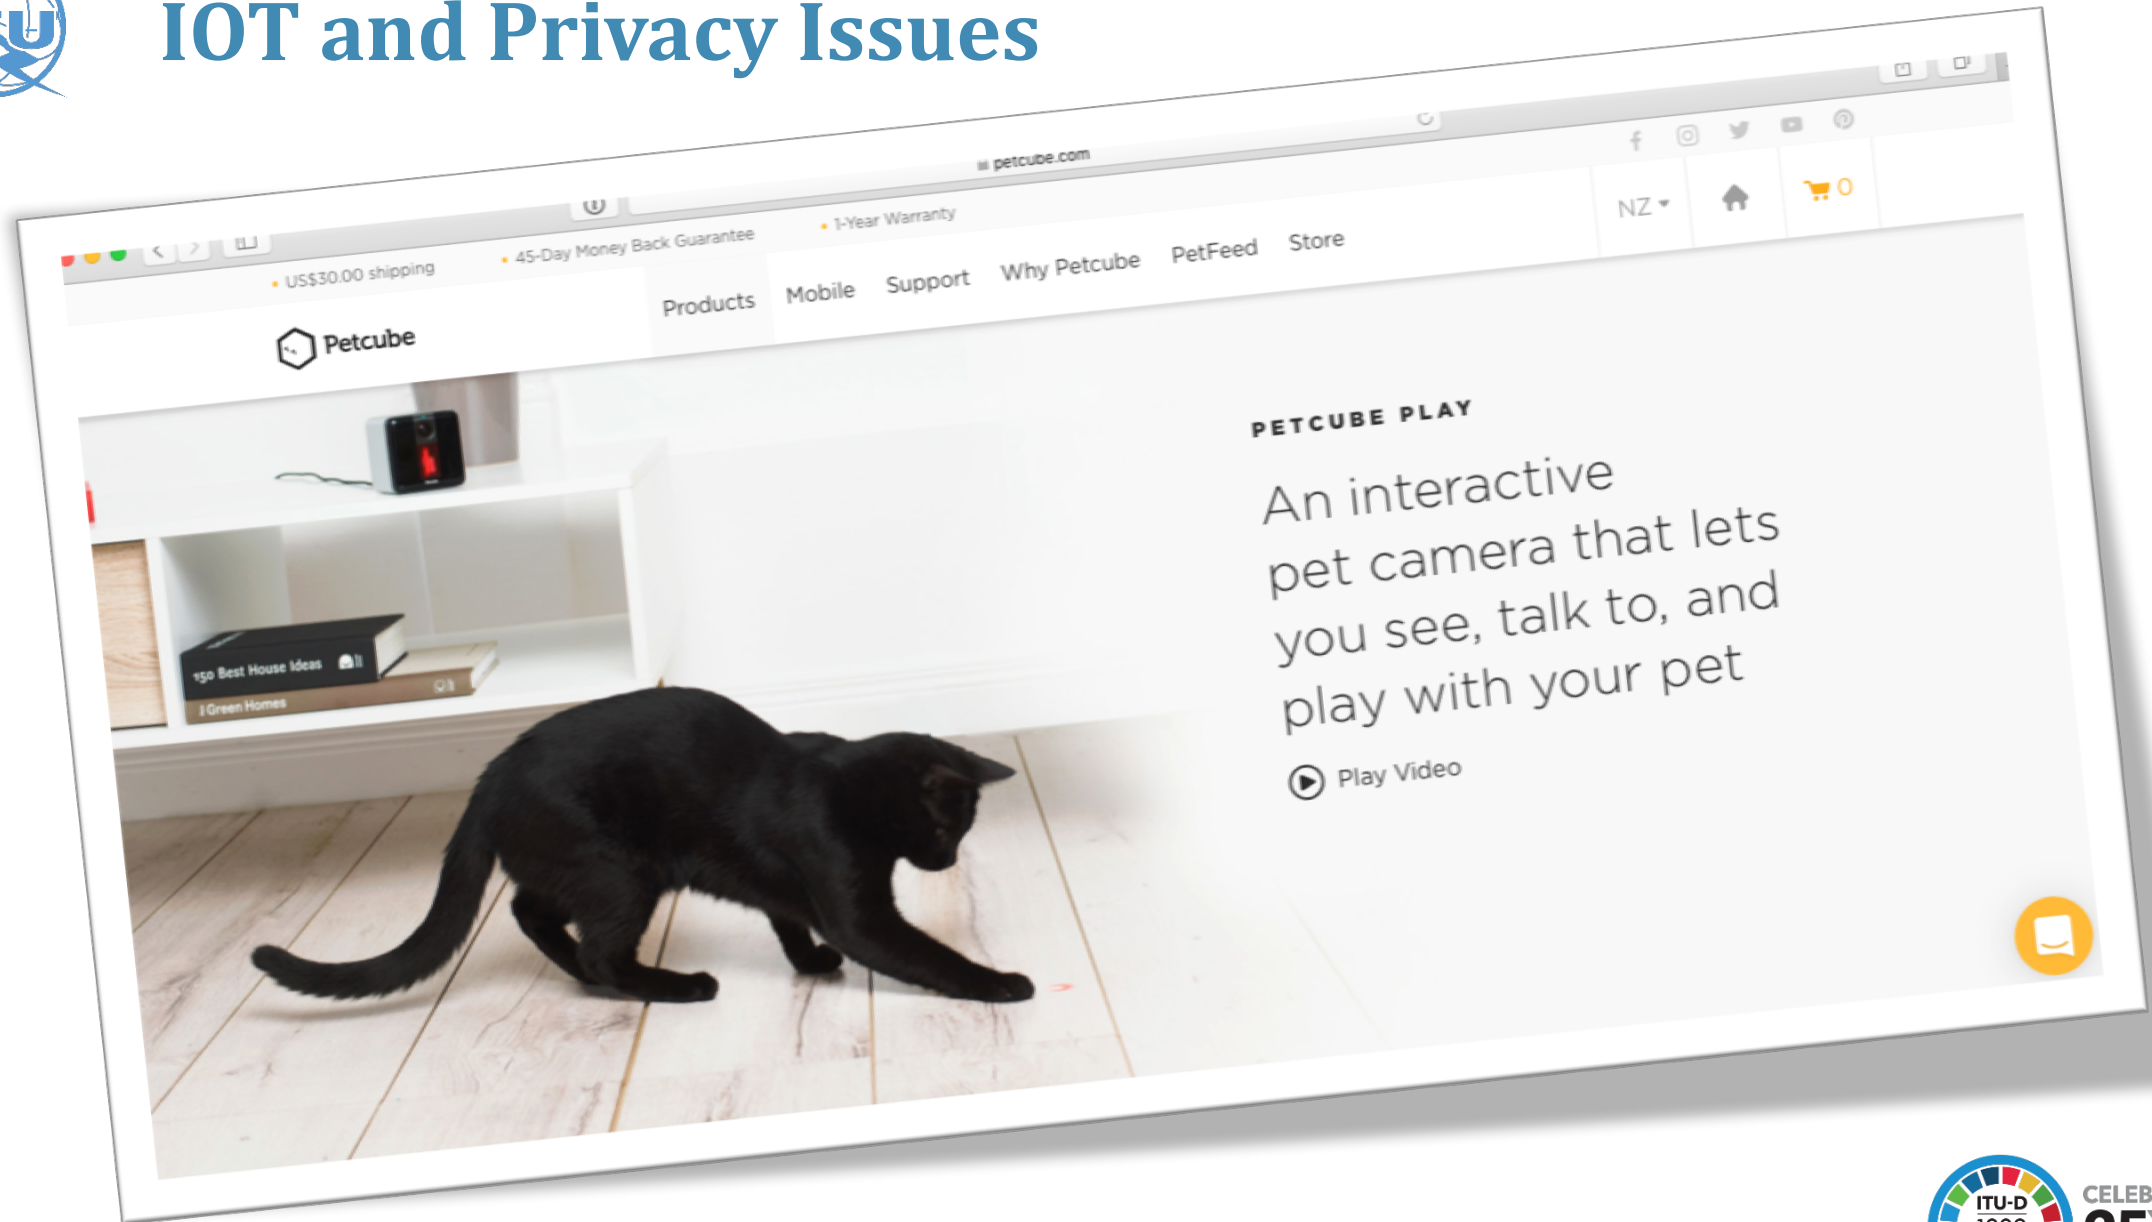 IOT and Privacy Issues
petcube.com
US$30.00 shipping
45-Day Money Back Guarantee
1-Year Warranty
NZ
0
Petcube
Products
Mobile
Support
Why Petcube
PetFeed
Store
PETCUBE PLAY
An interactive
pet camera that lets
you see, talk to, and
play with your pet
Play Video
150 Best House Ideas
Green Homes
ITU-D